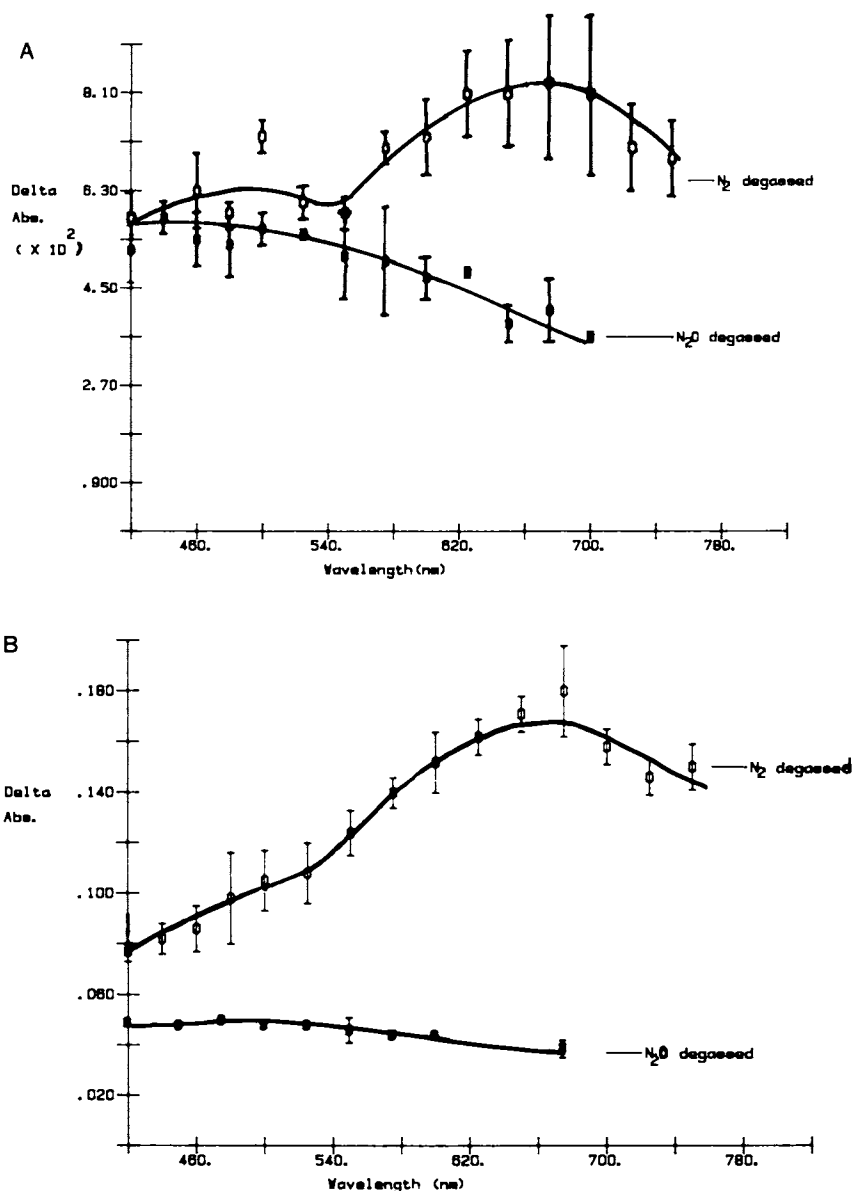 A
8.10
6.30
4.50
2.70
.900
Delta
Abs.
( X 10²)
N₂ degassed
N₂O degassed
460. 540. 620. 700. 780.
Wavelength(nm)
B
.180
.140
.100
.060
.020
Delta
Abs.
N₂ degassed
N₂O degassed
460. 540. 620. 700. 780.
Wavelength (nm)